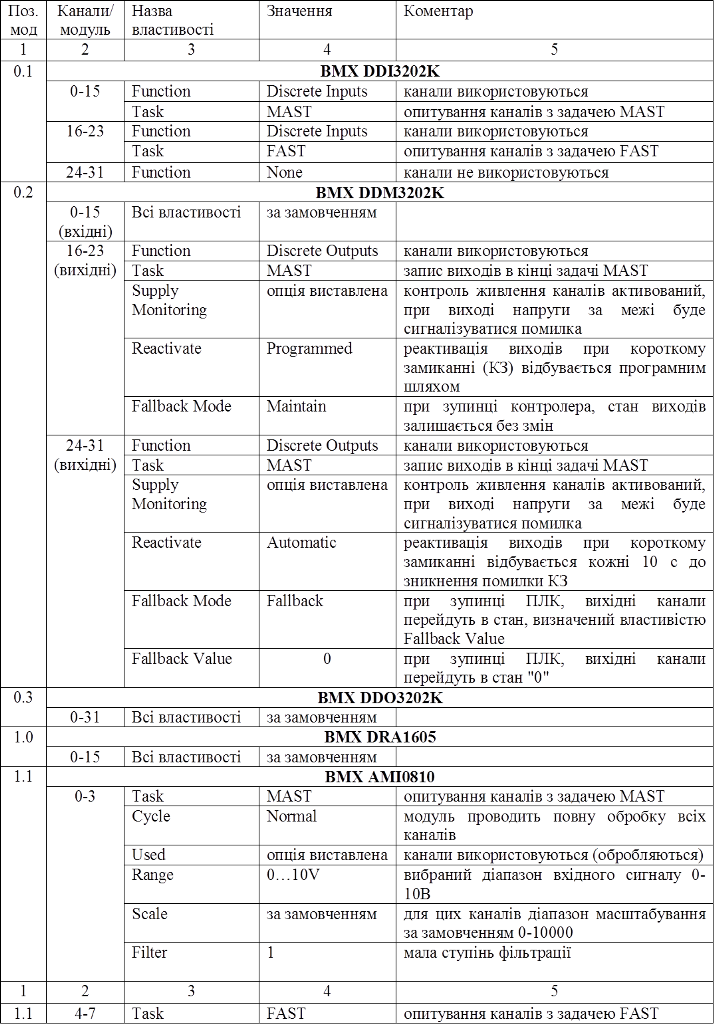 Поз. Канали/ Назва Значення Коментар
мод модуль властивості
1 2 3 4 5
0.1 BMX DDI3202K
0-15 Function Discrete Inputs канали використовуються
Task MAST опитування каналів з задачею MAST
16-23 Function Discrete Inputs канали використовуються
Task FAST опитування каналів з задачею FAST
24-31 Function None канали не використовуються
0.2 BMX DDM3202K
0-15 Всі властивості за замовченням
(вхідні)
16-23 Function Discrete Outputs канали використовуються
(вихідні) Task MAST запис виходів в кінці задачі MAST
Supply опція виставлена контроль живлення каналів активований,
Monitoring при виході напруги за межі буде
сигналізуватися помилка
Reactivate Programmed реактивація виходів при короткому
замиканні (КЗ) відбувається програмним
шляхом
Fallback Mode Maintain при зупинці контролера, стан виходів
залишається без змін
24-31 Function Discrete Outputs канали використовуються
(вихідні) Task MAST запис виходів в кінці задачі MAST
Supply опція виставлена контроль живлення каналів активований,
Monitoring при виході напруги за межі буде
сигналізуватися помилка
Reactivate Automatic реактивація виходів при короткому
замиканні відбувається кожні 10 с до
зникнення помилки КЗ
Fallback Mode Fallback при зупинці ПЛК, вихідні канали
перейдуть в стан, визначений властивістю
Fallback Value
Fallback Value 0 при зупинці ПЛК, вихідні канали
перейдуть в стан "0"
0.3 BMX DDO3202K
0-31 Всі властивості за замовченням
1.0 BMX DRA1605
0-15 Всі властивості за замовченням
1.1 BMX AMI0810
0-3 Task MAST опитування каналів з задачею MAST
Cycle Normal модуль проводить повну обробку всіх
каналів
Used опція виставлена канали використовуються (обробляються)
Range 0…10V вибраний діапазон вхідного сигналу 0-
10В
Scale за замовченням для цих каналів діапазон масштабування
за замовченням 0-10000
Filter 1 мала ступінь фільтрації
1 2 3 4 5
1.1 4-7 Task FAST опитування каналів з задачею FAST